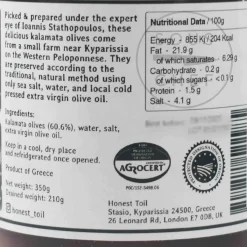 Picked & prepared under the expert
eye of Ioannis Stathopoulos, these
delicious kalamata olives come
from a small farm near Kyparissia
on the Western Peloponnese. They
are preserved according to the
traditional, natural method using
only sea salt, water, and local cold
pressed extra virgin olive oil.
Ingredients:
Kalamata olives (60.6%), water, salt,
extra virgin olive oil.
Keep in a cool, dry place
and refridgerated once opened.
Product of Greece
Net weight: 350g
Drained weight: 210g
@honest_toil
Nutritional Data /100g
Energy - 855 Kj/204 Kcal
Fat - 21.9 g
of which saturates - 6.29 g
Carbohydrate - 0.2 g
of which sugars - <0.1g
Protein - 1.5 g
Salt - 4.1 g
AGROCERT
Honest Toil
Stasio, Kyparissia 24500, Greece
26 Leonard Rd, London E7 0DB, UK